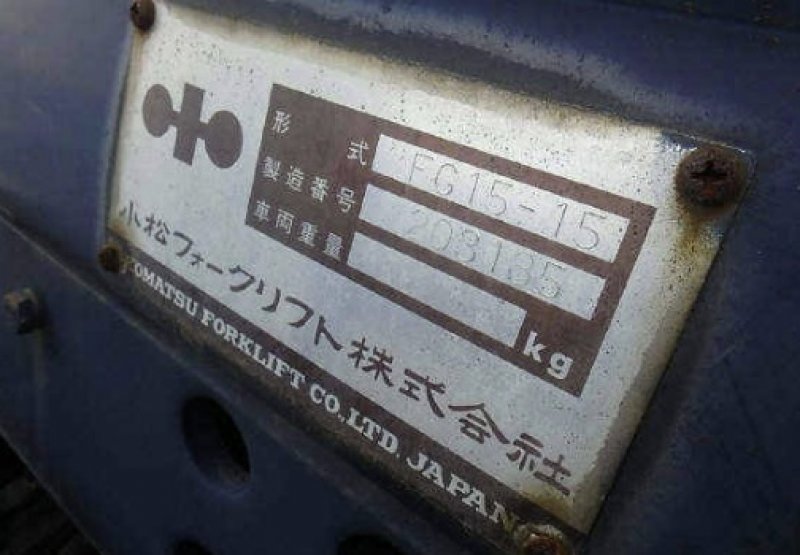 形式 FG15-15
製造番号 208135
車両重量 kg
小松フォークリフト株式会社
KOMATSU FORKLIFT CO.,LTD. JAPAN